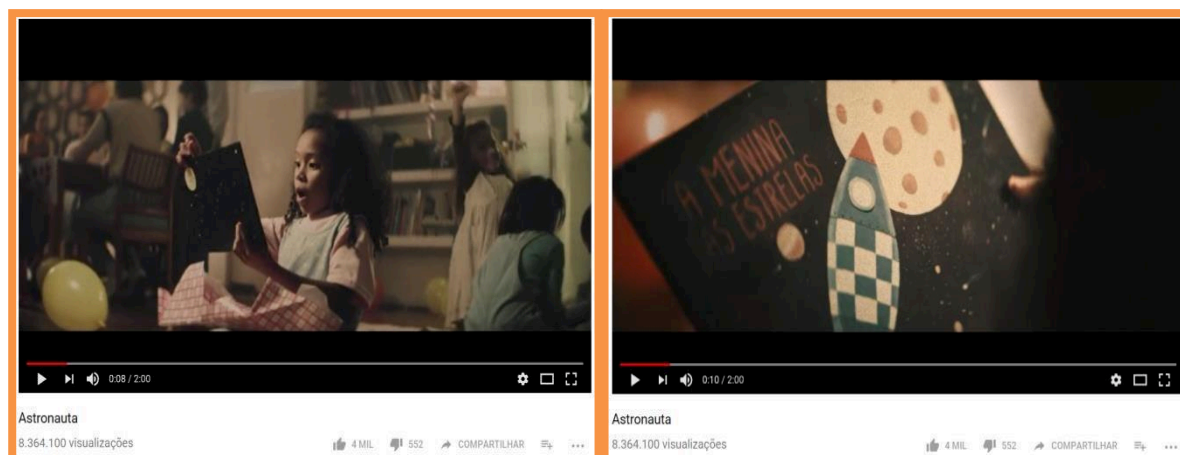 0:08 / 2:00
Astronauta
8.364.100 visualizações
4 MIL
552
COMPARTILHAR
A MENINA
AS ESTRELAS
0:10 / 2:00
Astronauta
8.364.100 visualizações
4 MIL
552
COMPARTILHAR